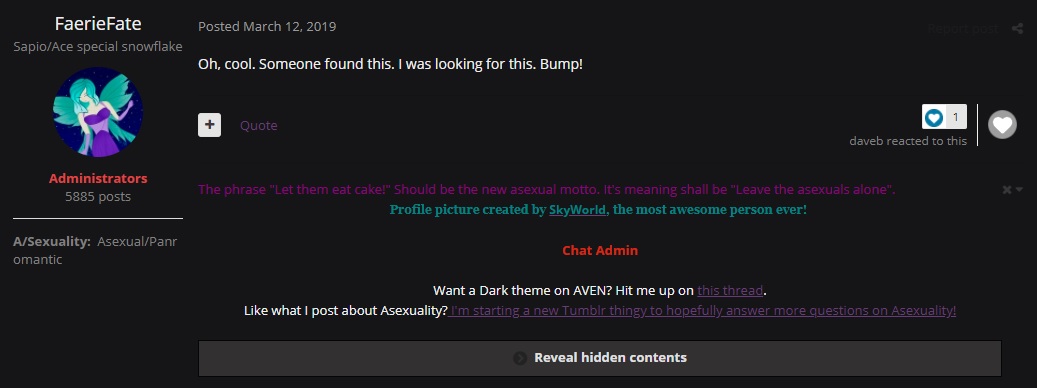 FaerieFate
Sapio/Ace special snowflake
Administrators
5885 posts
A/Sexuality: Asexual/Panr
omantic
Posted March 12, 2019
Report post
Oh, cool. Someone found this. I was looking for this. Bump!
+
Quote
1
daveb reacted to this
The phrase "Let them eat cake!" Should be the new asexual motto. It's meaning shall be "Leave the asexuals alone".
Profile picture created by SkyWorld, the most awesome person ever!
Chat Admin
Want a Dark theme on AVEN? Hit me up on this thread.
Like what I post about Asexuality? I'm starting a new Tumblr thingy to hopefully answer more questions on Asexuality!
Reveal hidden contents